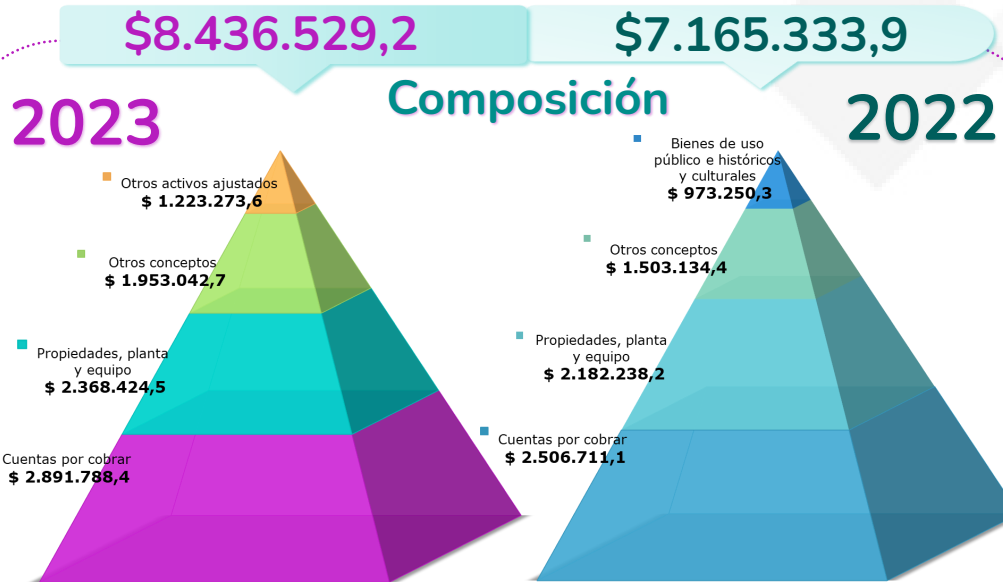 $8.436.529,2
$7.165.333,9
Composición
2023
2022
Otros activos ajustados
$ 1.223.273,6
Otros conceptos
$ 1.953.042,7
Propiedades, planta
y equipo
$ 2.368.424,5
Cuentas por cobrar
$ 2.891.788,4
Bienes de uso
público e históricos
y culturales
$ 973.250,3
Otros conceptos
$ 1.503.134,4
Propiedades, planta
y equipo
$ 2.182.238,2
Cuentas por cobrar
$ 2.506.711,1